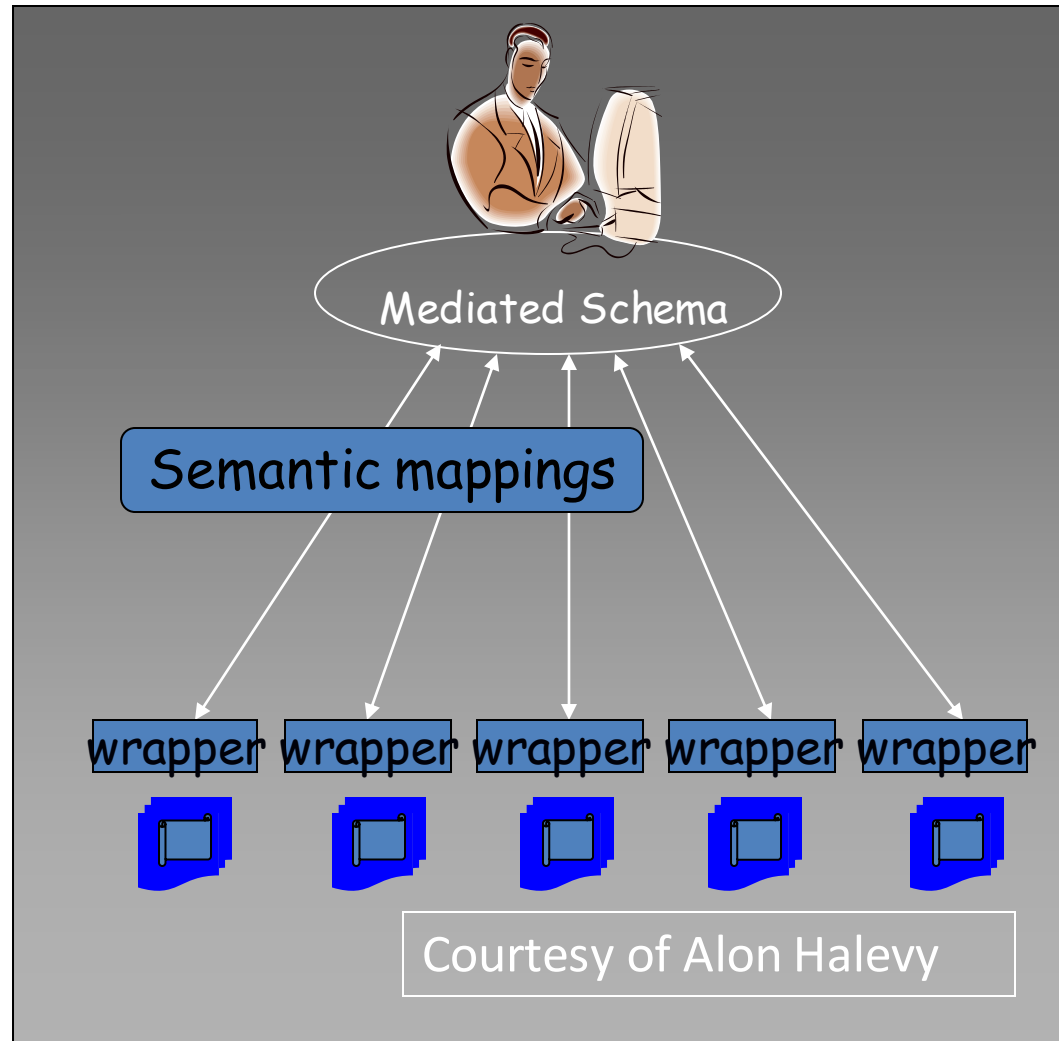 Mediated Schema
Semantic mappings
wrapper wrapper wrapper wrapper wrapper
Courtesy of Alon Halevy